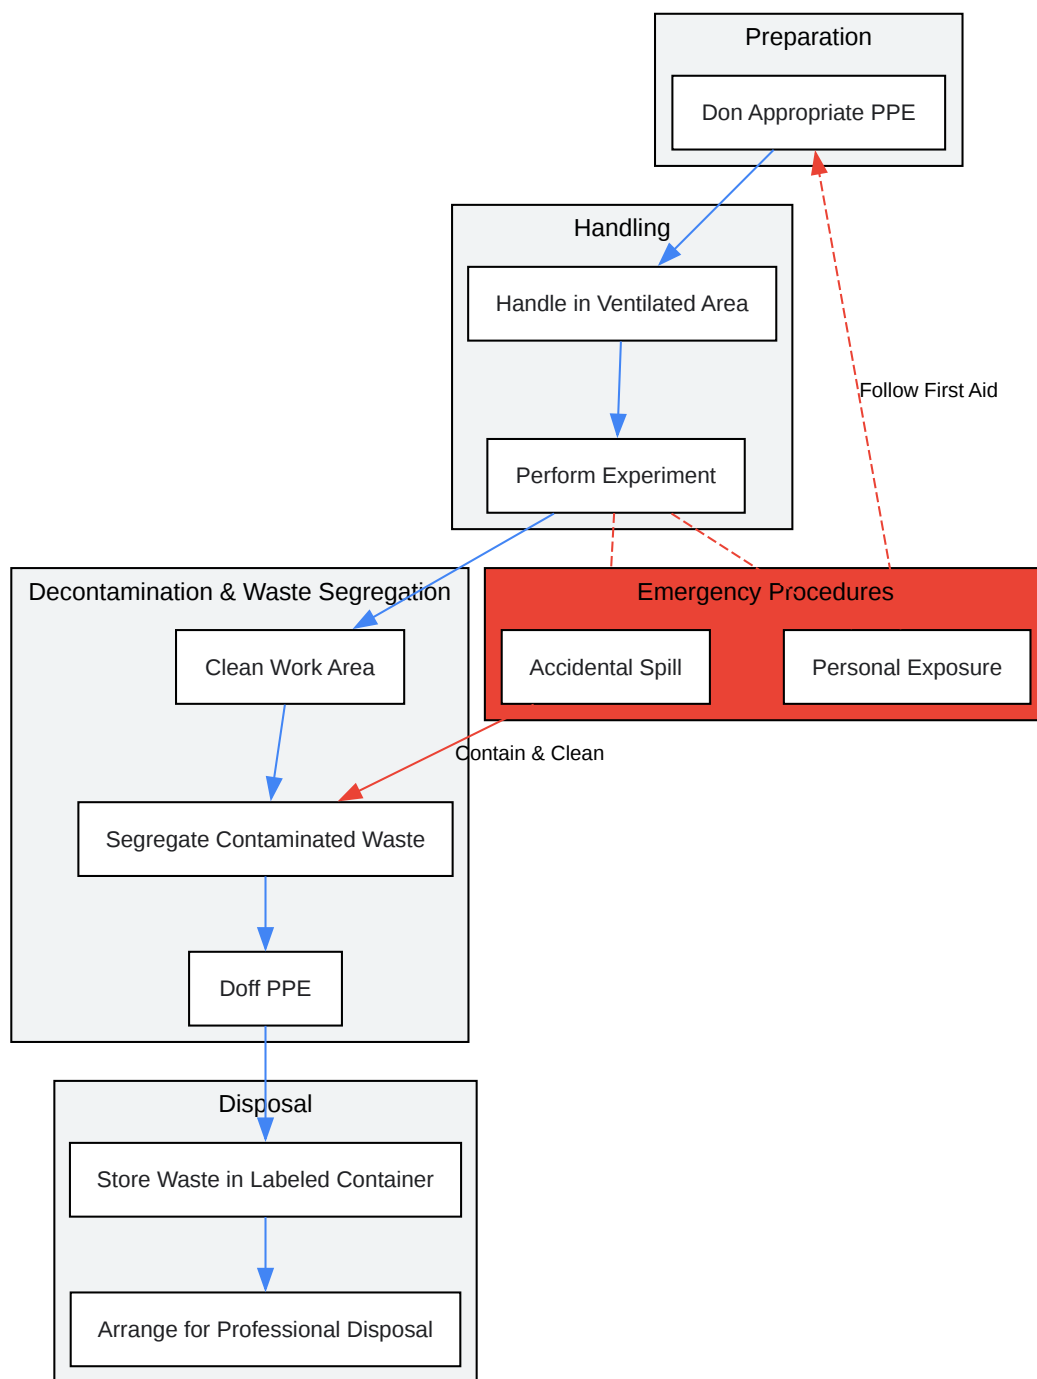 Preparation
Don Appropriate PPE
Handling
Handle in Ventilated Area
Follow First Aid
Perform Experiment
Decontamination & Waste Segregation
Emergency Procedures
Clean Work Area
Accidental Spill
Personal Exposure
Contain & Clean
Segregate Contaminated Waste
Doff PPE
Disposal
Store Waste in Labeled Container
Arrange for Professional Disposal